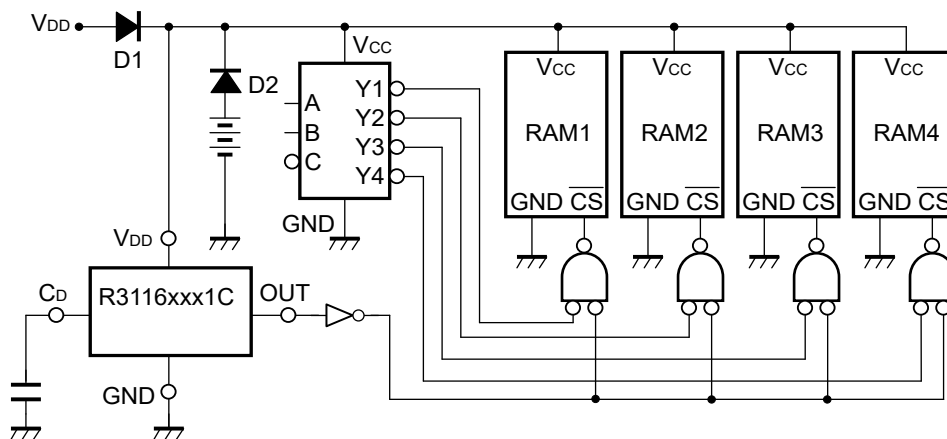 VDD
D1
D2
VCC
A
B
C
Y1
Y2
Y3
Y4
GND
VCC
RAM1
GND CS
VCC
RAM2
GND CS
VCC
RAM3
GND CS
VCC
RAM4
GND CS
VDD
CD
R3116xxx1C
OUT
GND